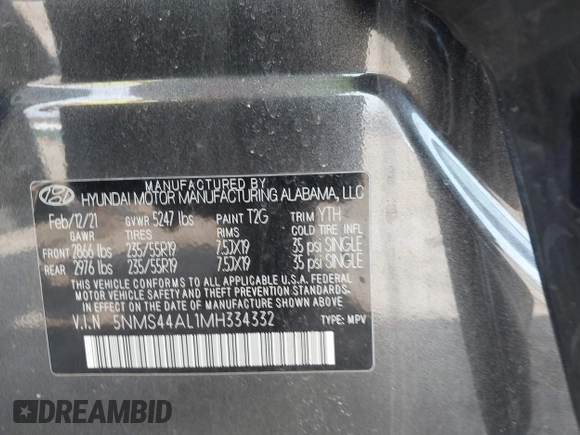 MANUFACTURED BY
HYUNDAI MOTOR MANUFACTURING ALABAMA, LLC
Feb/12/21 GVWR 5247 lbs PAINT T2G TRIM YTH
GAWR TIRES RIMS COLD TIRE INFL
FRONT 2866 lbs 235/55R19 7.5JX19 35 psi SINGLE
REAR 2976 lbs 235/55R19 7.5JX19 35 psi SINGLE
THIS VEHICLE CONFORMS TO ALL APPLICABLE U.S.A. FEDERAL
MOTOR VEHICLE SAFETY AND THEFT PREVENTION STANDARDS-
IN EFFECT ON THE DATE OF MANUFACTURE SHOWN ABOVE.
V.I.N 5NMS44AL1MH334332 TYPE: MPV
DREAMBID